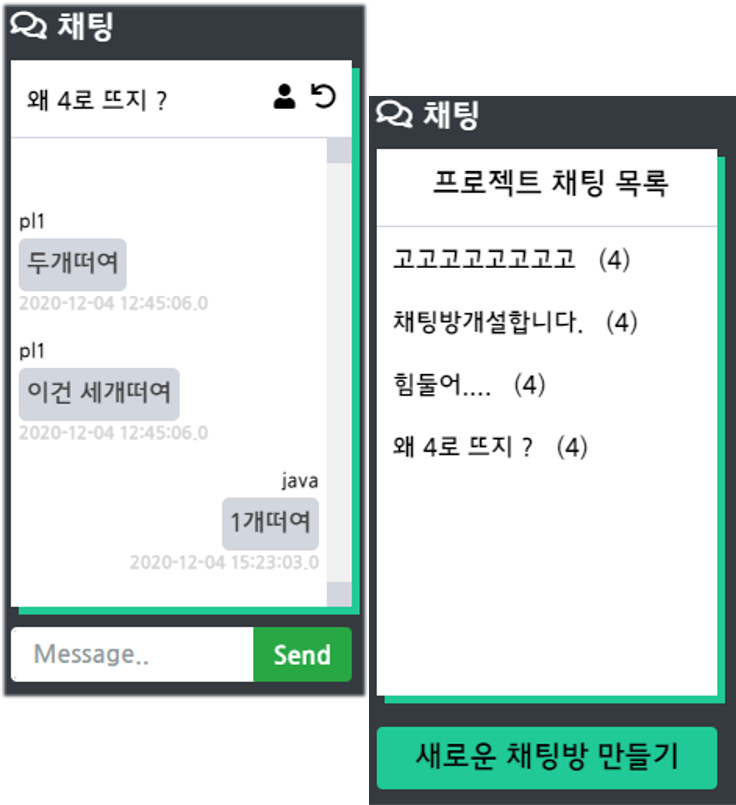 채팅
왜 4로 뜨지 ?
pl1
두개떠여
2020-12-04 12:45:06.0
pl1
이건 세개떠여
2020-12-04 12:45:06.0
java
1개떠여
2020-12-04 15:23:03.0
Message..
Send
채팅
프로젝트 채팅 목록
고고고고고고고고 (4)
채팅방개설합니다. (4)
힘둘어.... (4)
왜 4로 뜨지 ? (4)
새로운 채팅방 만들기